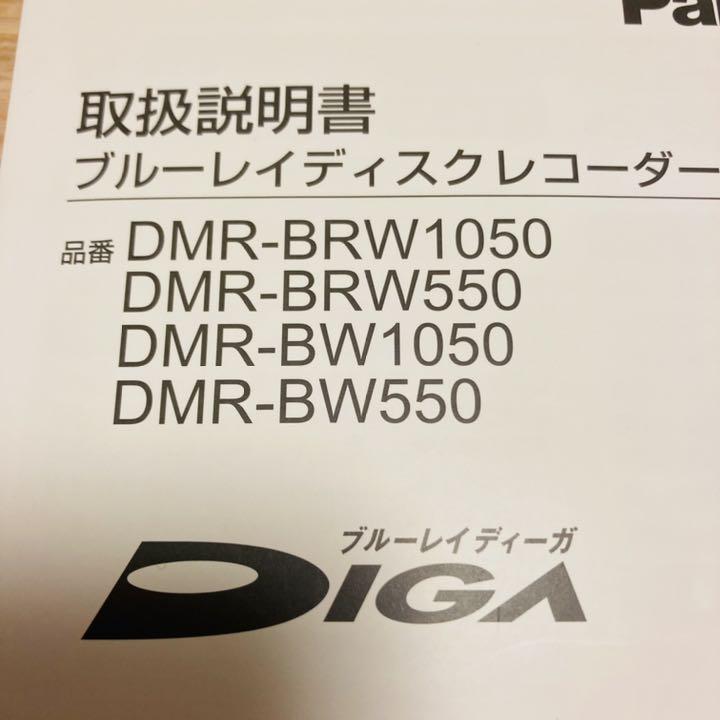 取扱説明書
ブルーレイディスクレコーダー
品番 DMR-BRW1050
DMR-BRW550
DMR-BW1050
DMR-BW550
ブルーレイディーガ
DIGA